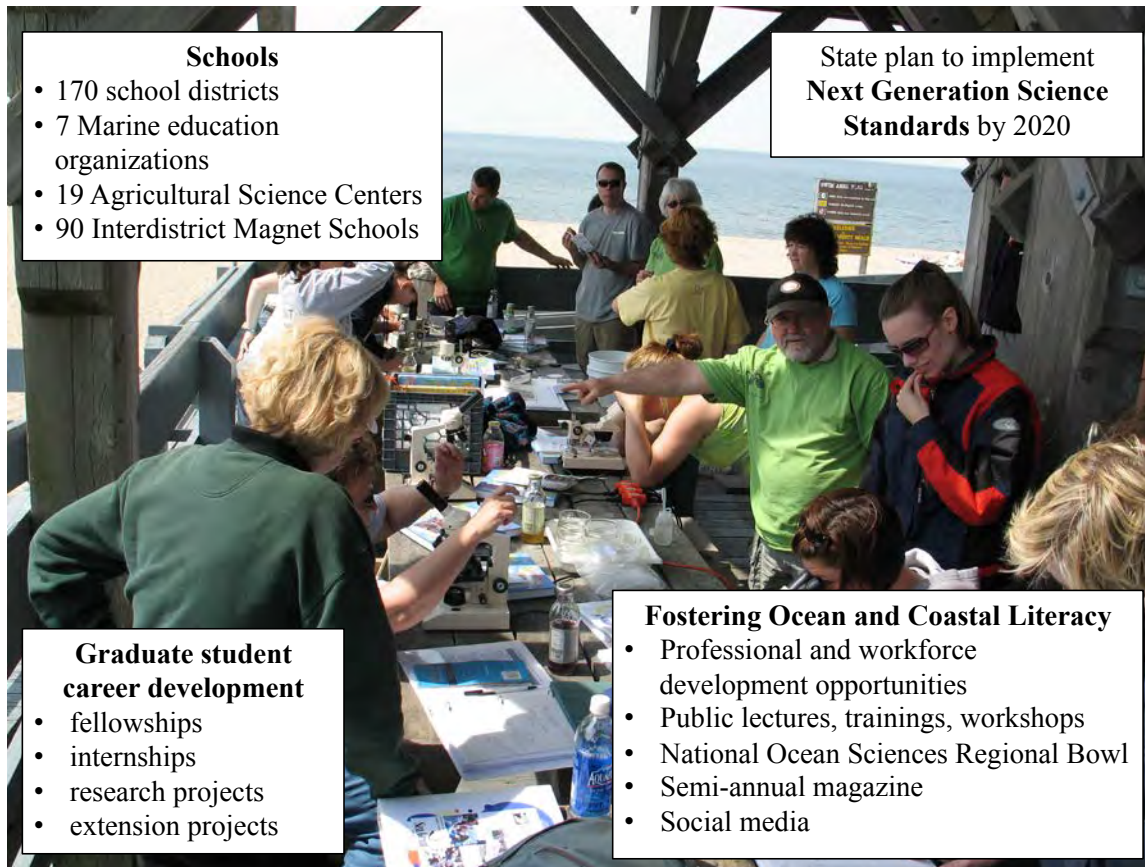 Schools
• 170 school districts
• 7 Marine education
organizations
• 19 Agricultural Science Centers
• 90 Interdistrict Magnet Schools
State plan to implement
Next Generation Science
Standards by 2020
Graduate student
career development
• fellowships
• internships
• research projects
• extension projects
Fostering Ocean and Coastal Literacy
• Professional and workforce
development opportunities
• Public lectures, trainings, workshops
• National Ocean Sciences Regional Bowl
• Semi-annual magazine
• Social media